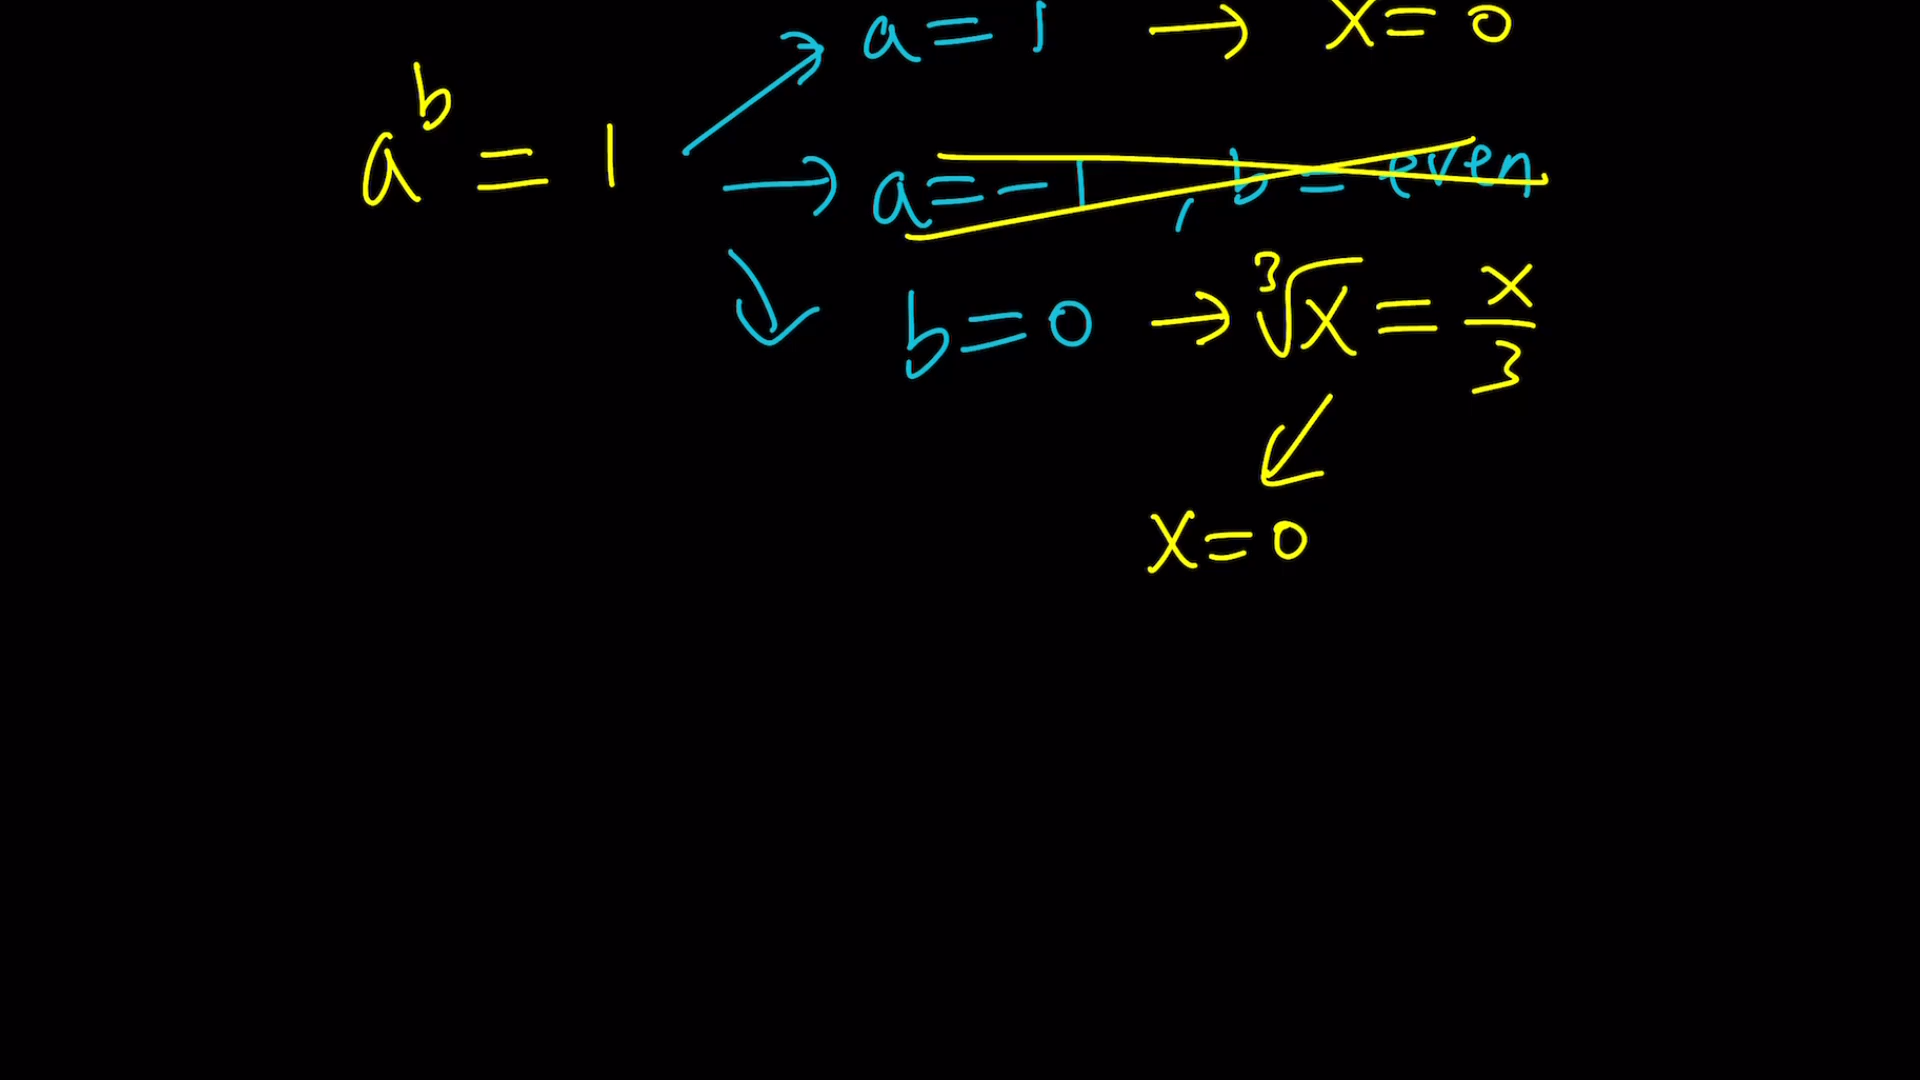 a = 1 → x = 0
a^b = 1
→ a = -1 , b = even
b = 0 → ∛x = x/3
x = 0